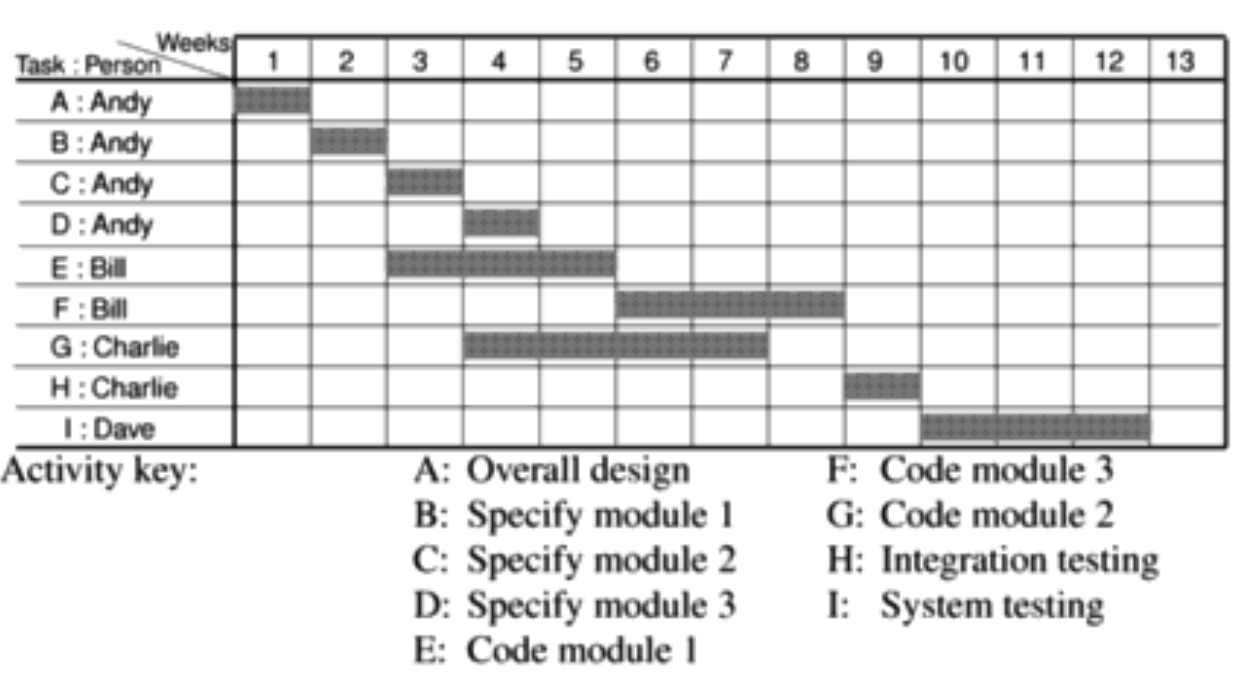 Weeks
Task : Person 1 2 3 4 5 6 7 8 9 10 11 12 13
A : Andy
B : Andy
C : Andy
D : Andy
E : Bill
F : Bill
G : Charlie
H : Charlie
I : Dave
Activity key: A: Overall design F: Code module 3
B: Specify module 1 G: Code module 2
C: Specify module 2 H: Integration testing
D: Specify module 3 I: System testing
E: Code module 1